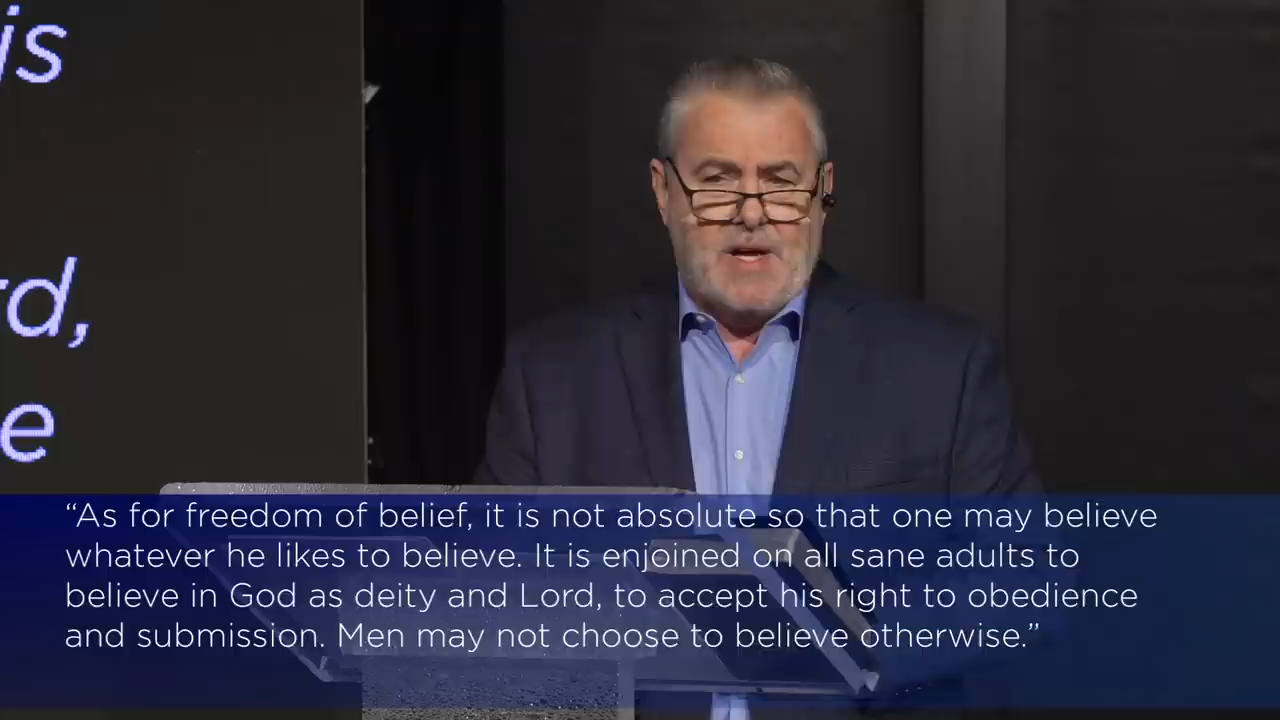 is
rd,
e
“As for freedom of belief, it is not absolute so that one may believe
whatever he likes to believe. It is enjoined on all sane adults to
believe in God as deity and Lord, to accept his right to obedience
and submission. Men may not choose to believe otherwise.”